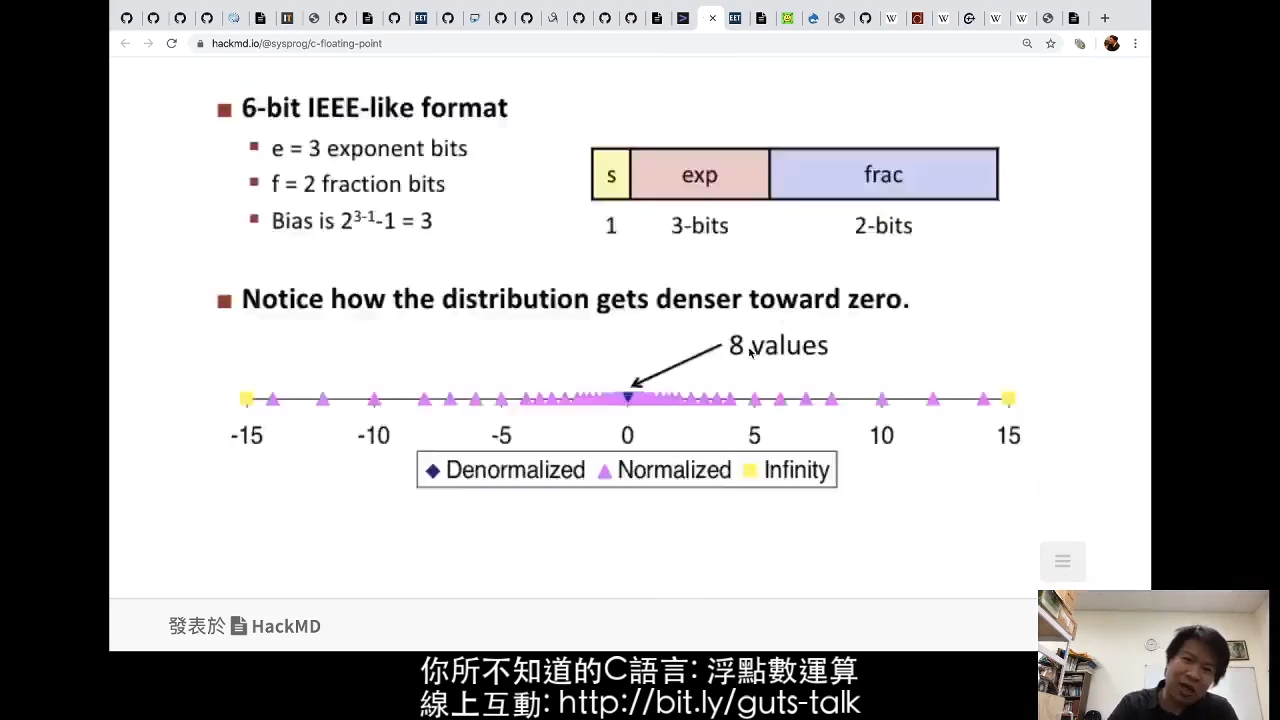 hackmd.io/@sysprog/c-floating-point
6-bit IEEE-like format
e = 3 exponent bits
f = 2 fraction bits
Bias is 2³⁻¹-1 = 3
s exp frac
1 3-bits 2-bits
Notice how the distribution gets denser toward zero.
8 values
-15 -10 -5 0 5 10 15
Denormalized Normalized Infinity
發表於 HackMD
你所不知道的C語言: 浮點數運算
線上互動: http://bit.ly/guts-talk